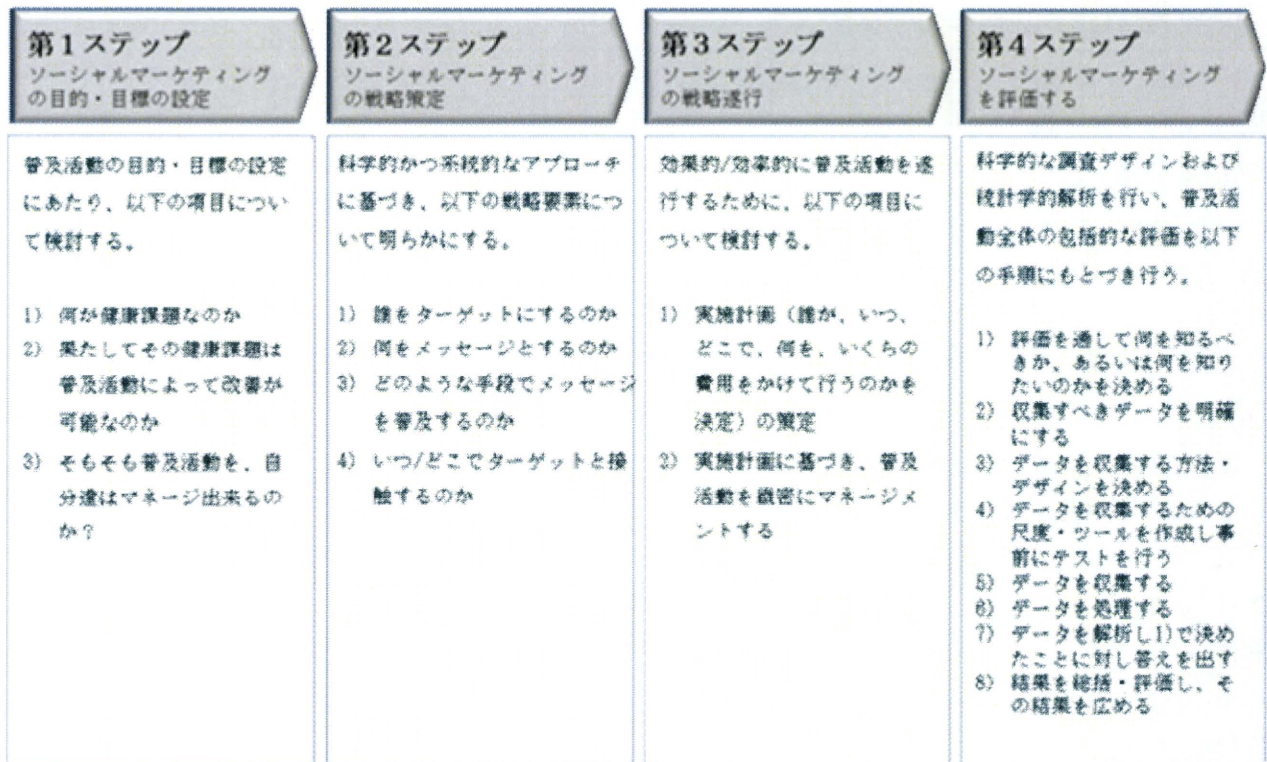 第1ステップ
ソーシャルマーケティング
の目的・目標の設定
普及活動の目的・目標の設定
にあたり、以下の項目につい
て検討する。
1) 何が健康課題なのか
2) 果たしてその健康課題は
普及活動によって改善が
可能なのか
3) そもそも普及活動を、自
分達はマネージ出来るの
か？
第2ステップ
ソーシャルマーケティング
の戦略策定
科学的かつ系統的なアプローチ
に基づき、以下の戦略要素につ
いて明らかにする。
1) 誰をターゲットにするのか
2) 何をメッセージとするのか
3) どのような手段でメッセージ
を普及するのか
4) いつ/どこでターゲットと接
触するのか
第3ステップ
ソーシャルマーケティング
の戦略遂行
効果的/効率的に普及活動を遂
行するために、以下の項目に
ついて検討する。
1) 実施計画（誰が、いつ、
どこで、何を、いくらの
費用をかけて行うのかを
決定）の策定
2) 実施計画に基づき、普及
活動を緻密にマネージメ
ントする
第4ステップ
ソーシャルマーケティング
を評価する
科学的な調査デザインおよび
統計学的解析を行い、普及活
動全体の包括的な評価を以下
の手順にもとづき行う。
1) 評価を通して何を知るべ
きか、あるいは何を知り
たいのかを決める
2) 収集すべきデータを明確
にする
3) データを収集する方法・
デザインを決める
4) データを収集するための
尺度・ツールを作成し事
前にテストを行う
5) データを収集する
6) データを処理する
7) データを解析し1)で決め
たことに対し答えを出す
8) 結果を総括・評価し、そ
の結果を広める